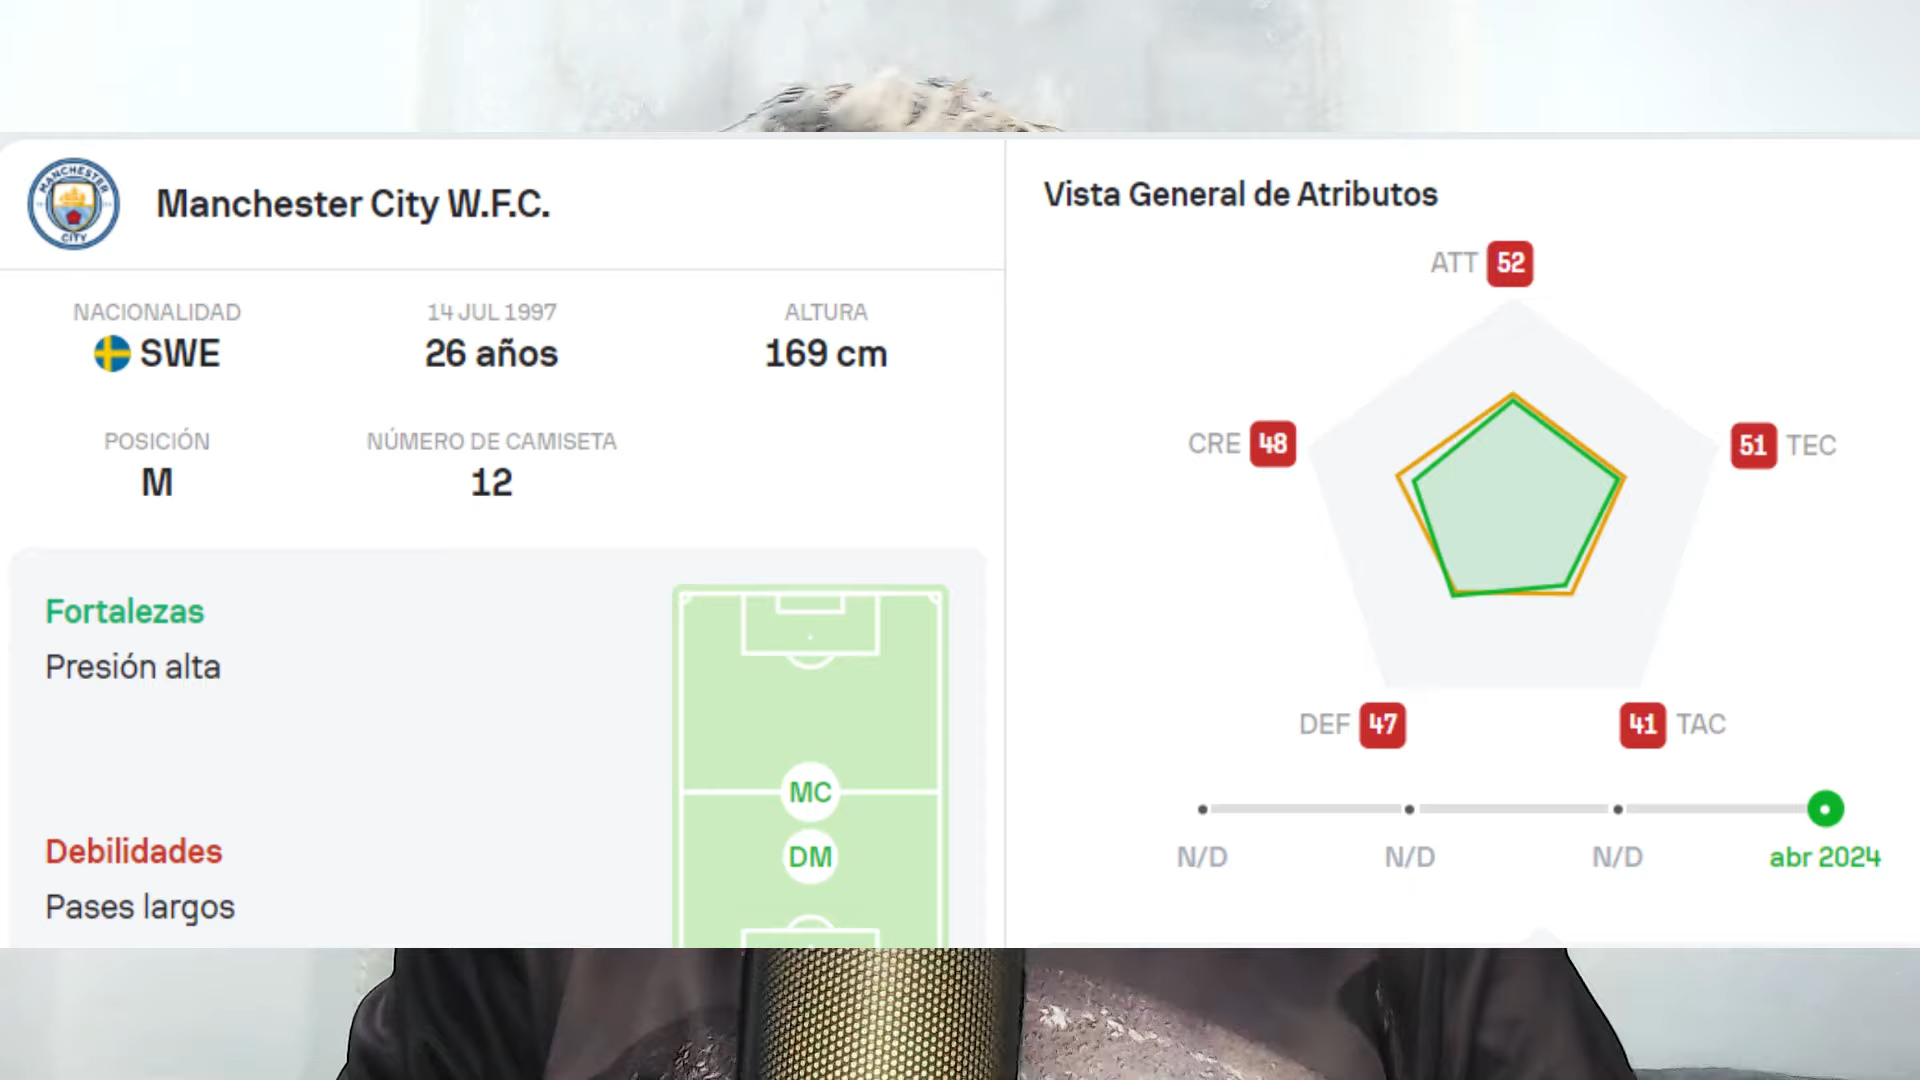 MANCHESTER
CITY
Manchester City W.F.C.
NACIONALIDAD
SWE
14 JUL 1997
26 años
ALTURA
169 cm
POSICIÓN
M
NÚMERO DE CAMISETA
12
Fortalezas
Presión alta
Debilidades
Pases largos
MC
DM
Vista General de Atributos
ATT 52
CRE 48
51 TEC
DEF 47
41 TAC
N/D
N/D
N/D
abr 2024